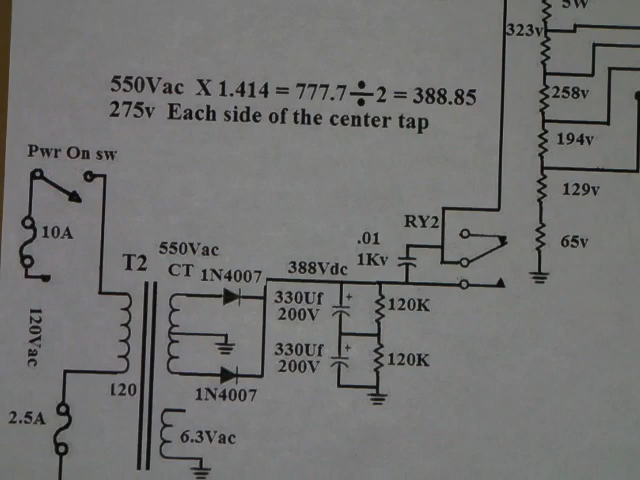 5W
323v
550Vac X 1.414 = 777.7 ÷ 2 = 388.85
275v Each side of the center tap
258v
194v
Pwr On sw
129v
10A
RY2
.01
1Kv
65v
T2
550Vac
CT 1N4007
388Vdc
330Uf
200V
120K
120Vac
330Uf
200V
120K
120
1N4007
2.5A
6.3Vac